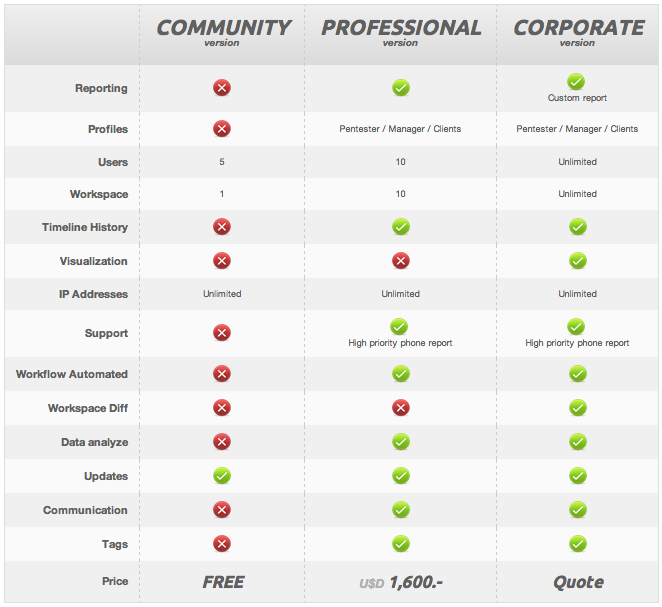 COMMUNITY PROFESSIONAL CORPORATE
version version version
Reporting
Custom report
Profiles Pentester / Manager / Clients Pentester / Manager / Clients
Users 5 10 Unlimited
Workspace 1 10 Unlimited
Timeline History
Visualization
IP Addresses Unlimited Unlimited Unlimited
Support
High priority phone report High priority phone report
Workflow Automated
Workspace Diff
Data analyze
Updates
Communication
Tags
Price FREE U$D 1,600.- Quote